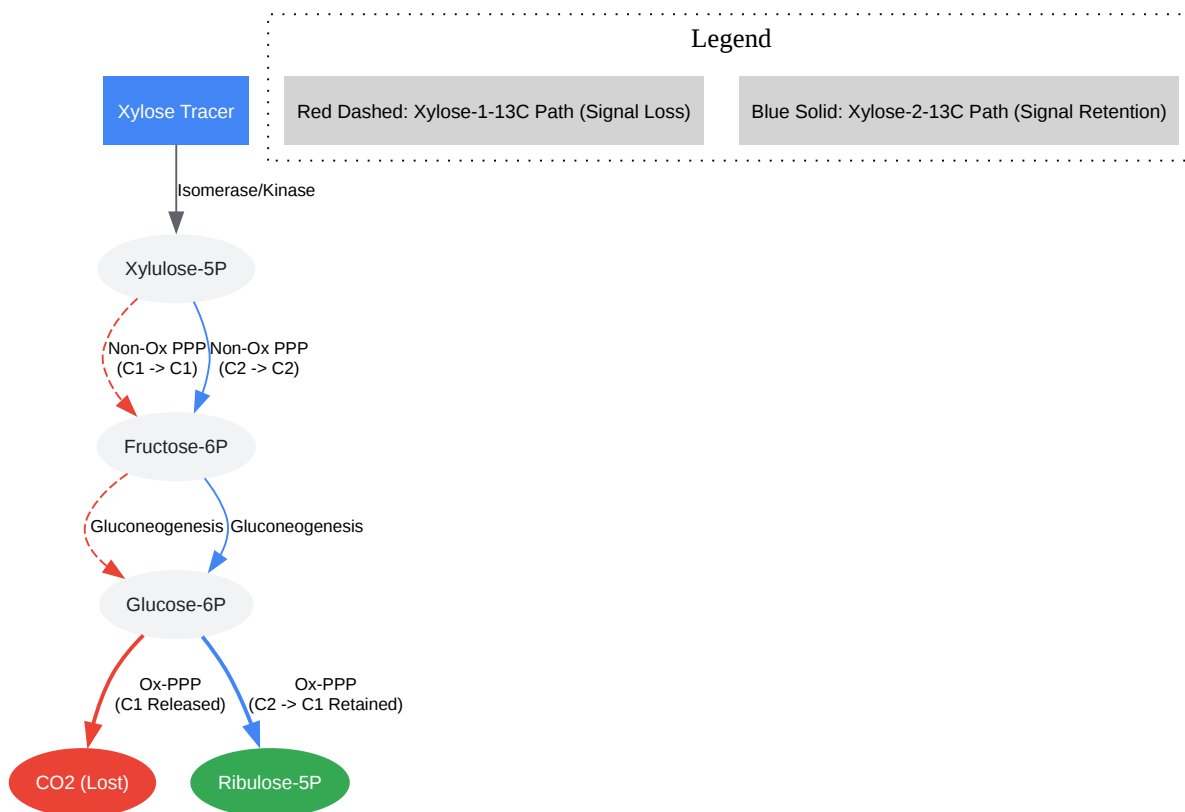 Legend
Xylose Tracer
Red Dashed: Xylose-1-13C Path (Signal Loss)
Blue Solid: Xylose-2-13C Path (Signal Retention)
Isomerase/Kinase
Xylulose-5P
Non-Ox PPP
(C1 -> C1)
Non-Ox PPP
(C2 -> C2)
Fructose-6P
Gluconeogenesis
Gluconeogenesis
Glucose-6P
Ox-PPP
(C1 Released)
Ox-PPP
(C2 -> C1 Retained)
CO2 (Lost)
Ribulose-5P